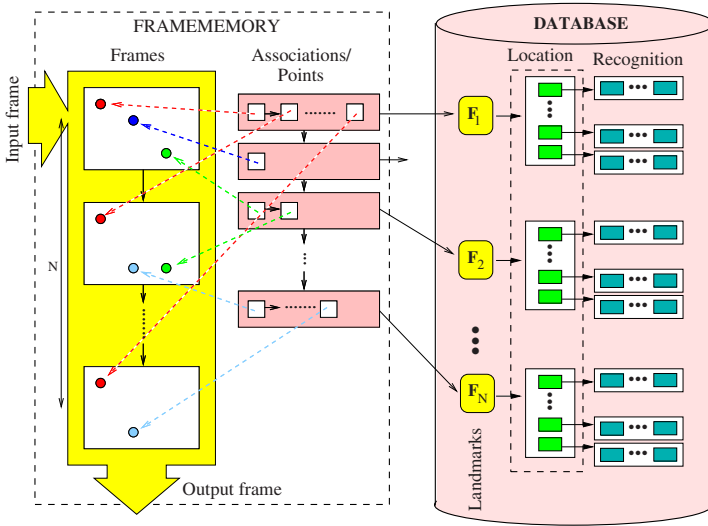 FRAMEMEMORY
Frames
Associations/
Points
Input frame
N
Output frame
DATABASE
Location
Recognition
F1
F2
FN
Landmarks